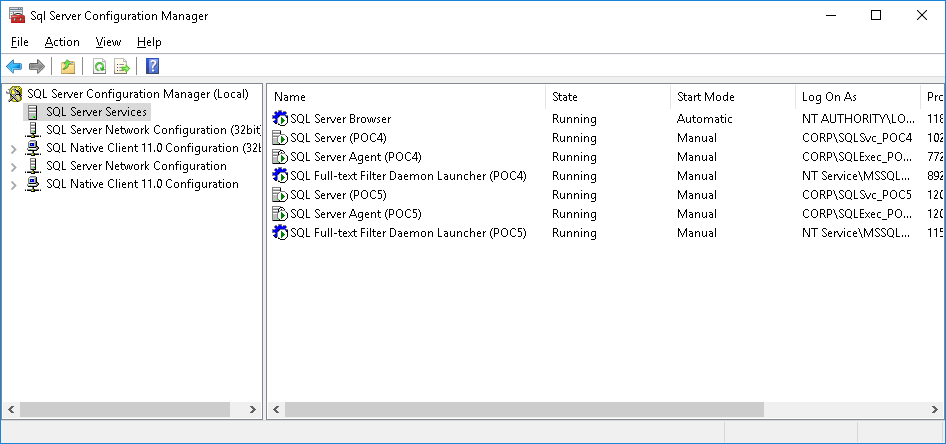 Sql Server Configuration Manager
File Action View Help
SQL Server Configuration Manager (Local)
SQL Server Services
SQL Server Network Configuration (32bit
SQL Native Client 11.0 Configuration (32b
SQL Server Network Configuration
SQL Native Client 11.0 Configuration
Name State Start Mode Log On As Pro
SQL Server Browser Running Automatic NT AUTHORITY\LO... 118
SQL Server (POC4) Running Manual CORP\SQLSvc_POC4 102
SQL Server Agent (POC4) Running Manual CORP\SQLExec_PO... 772
SQL Full-text Filter Daemon Launcher (POC4) Running Manual NT Service\MSSQL... 892
SQL Server (POC5) Running Manual CORP\SQLSvc_POC5 120
SQL Server Agent (POC5) Running Manual CORP\SQLExec_PO... 120
SQL Full-text Filter Daemon Launcher (POC5) Running Manual NT Service\MSSQL... 115